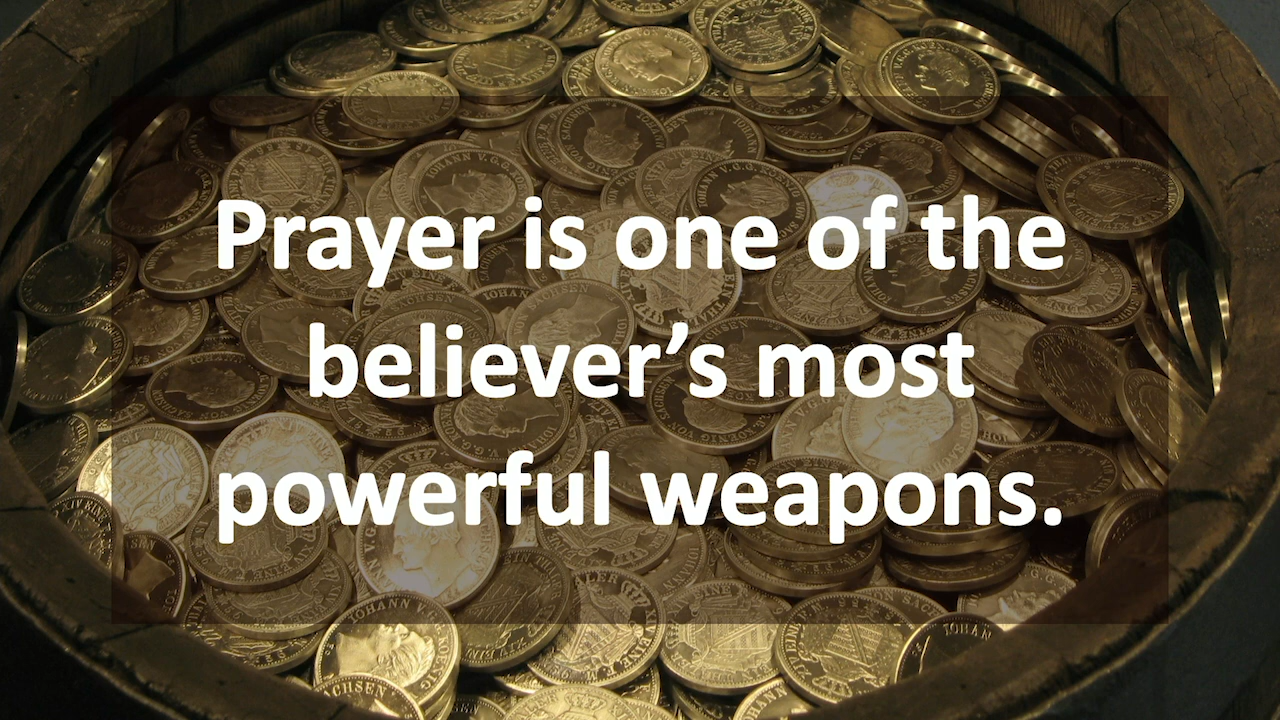 Prayer is one of the
believer’s most
powerful weapons.